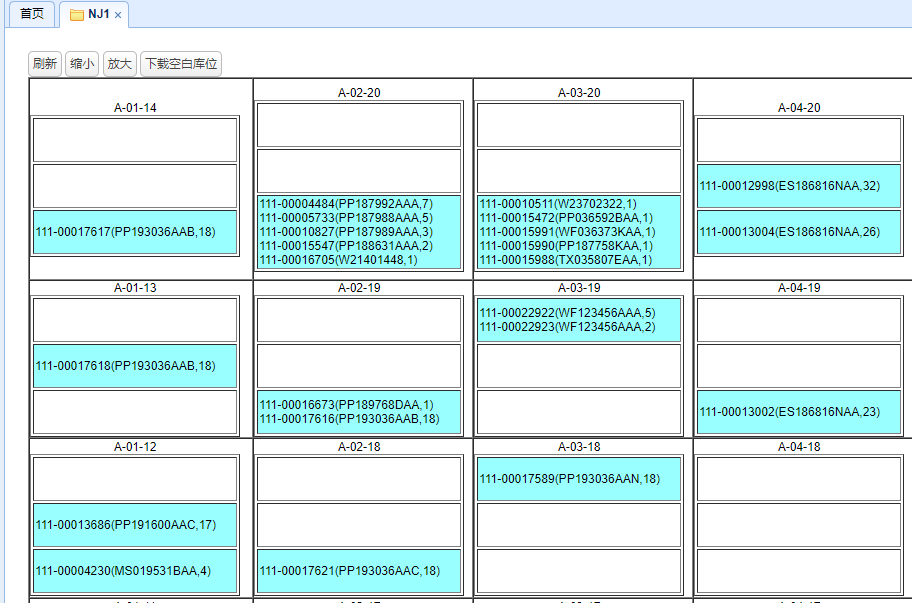 首页
NJ1 ×
刷新 缩小 放大 下载空白库位
A-01-14
111-00017617(PP193036AAB,18)
A-02-20
111-00004484(PP187992AAA,7)
111-00005733(PP187988AAA,5)
111-00010827(PP187989AAA,3)
111-00015547(PP188631AAA,2)
111-00016705(W21401448,1)
A-03-20
111-00010511(W23702322,1)
111-00015472(PP036592BAA,1)
111-00015991(WF036373KAA,1)
111-00015990(PP187758KAA,1)
111-00015988(TX035807EAA,1)
A-04-20
111-00012998(ES186816NAA,32)
111-00013004(ES186816NAA,26)
A-01-13
111-00017618(PP193036AAB,18)
A-02-19
111-00016673(PP189768DAA,1)
111-00017616(PP193036AAB,18)
A-03-19
111-00022922(WF123456AAA,5)
111-00022923(WF123456AAA,2)
A-04-19
111-00013002(ES186816NAA,23)
A-01-12
111-00013686(PP191600AAC,17)
111-00004230(MS019531BAA,4)
A-02-18
111-00017621(PP193036AAC,18)
A-03-18
111-00017589(PP193036AAN,18)
A-04-18